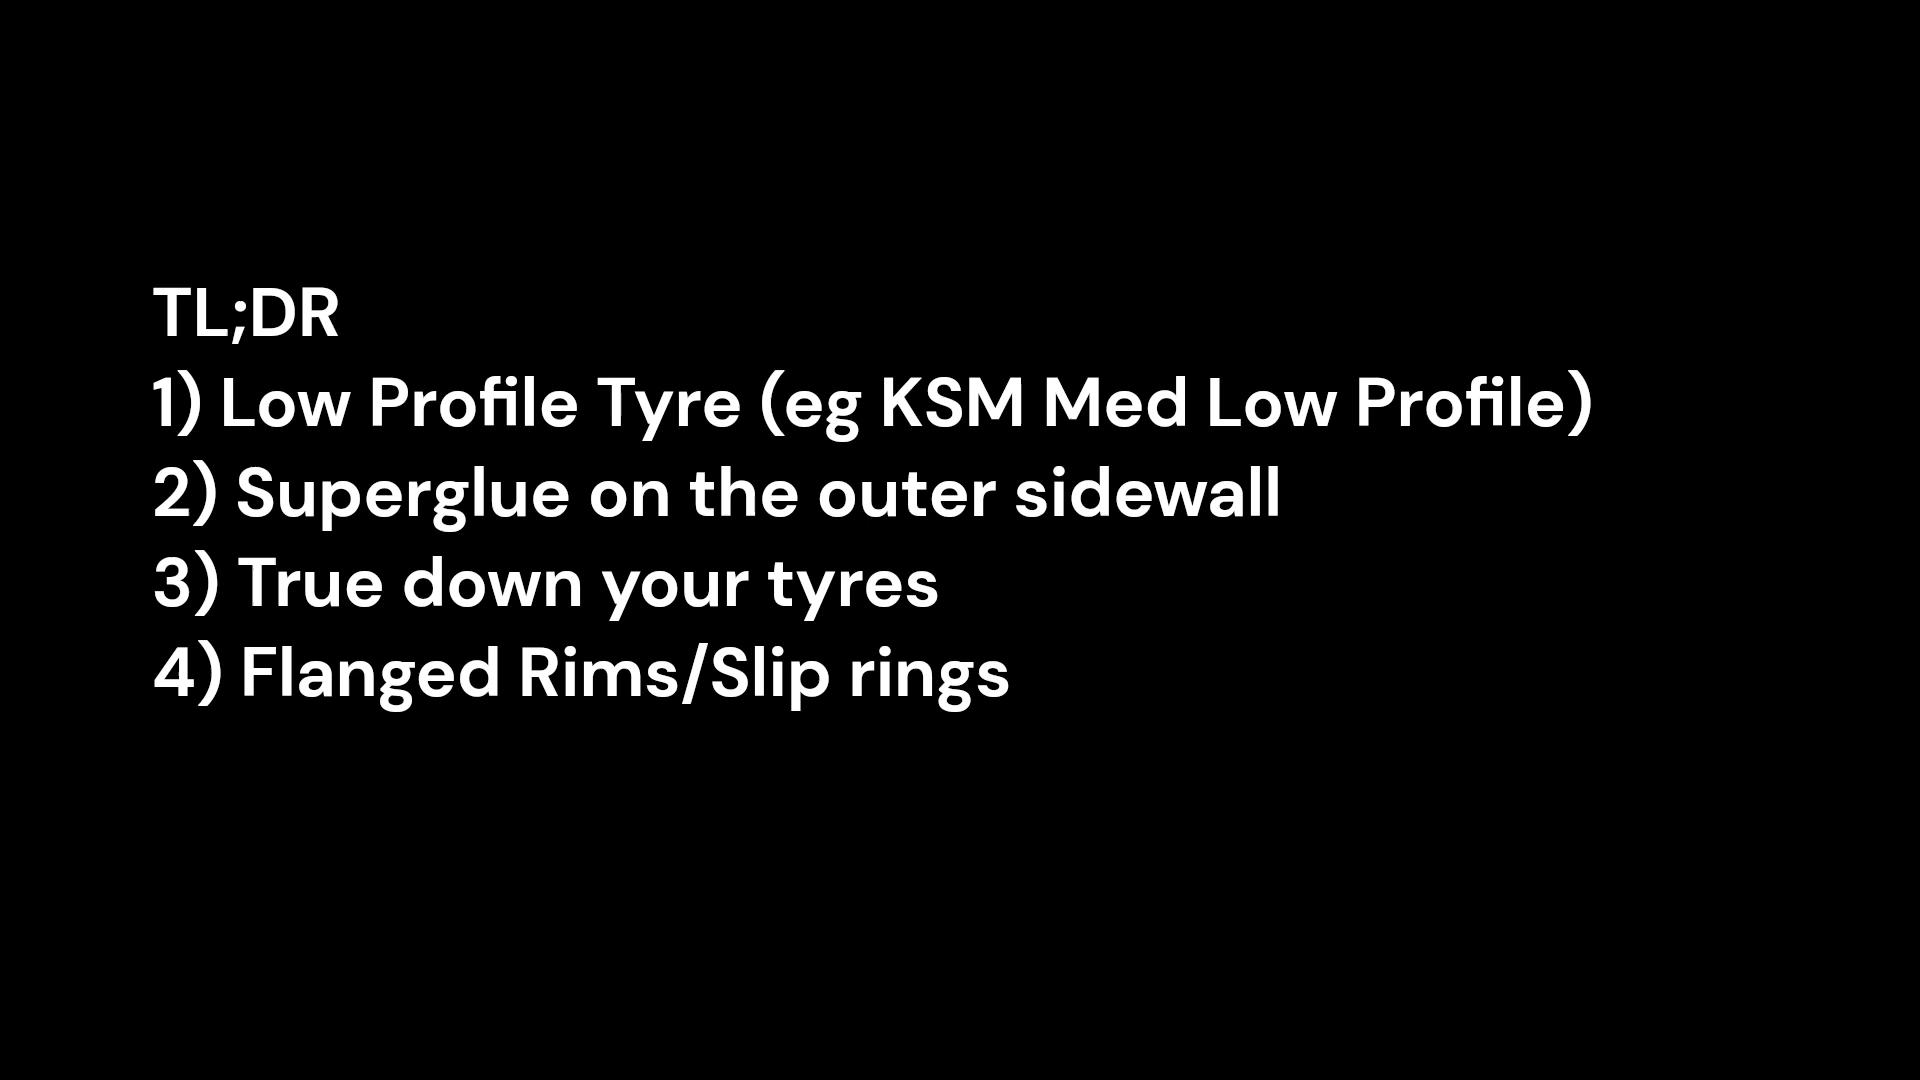 TL;DR
1) Low Profile Tyre (eg KSM Med Low Profile)
2) Superglue on the outer sidewall
3) True down your tyres
4) Flanged Rims/Slip rings